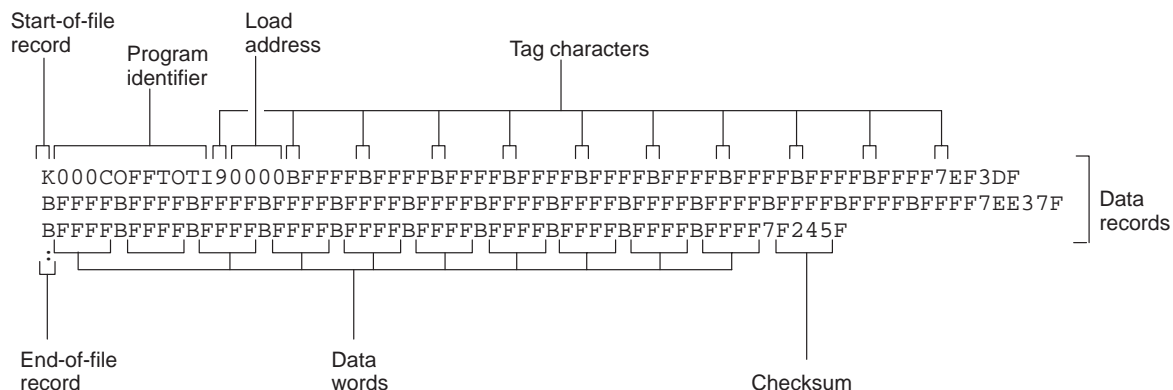 Start-of-file
record
Program
identifier
Load
address
Tag characters
K000COFFTOTI90000BFFFFBFFFFBFFFFBFFFFBFFFFBFFFFBFFFFBFFFFBFFFF7EF3DF
BFFFFBFFFFBFFFFBFFFFBFFFFBFFFFBFFFFBFFFFBFFFFBFFFFBFFFFBFFFFBFFFF7EE37F
BFFFFBFFFFBFFFFBFFFFBFFFFBFFFFBFFFFBFFFFBFFFFBFFFF7F245F
:
Data
records
End-of-file
record
Data
words
Checksum